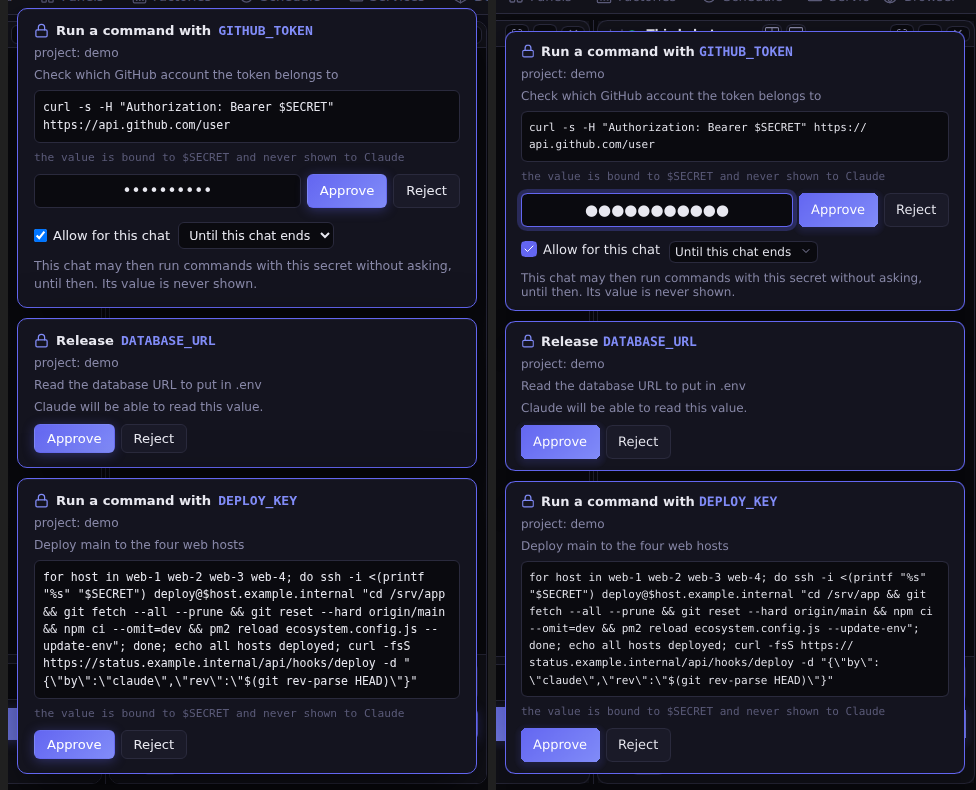 Run a command with GITHUB_TOKEN
project: demo
Check which GitHub account the token belongs to
curl -s -H "Authorization: Bearer $SECRET"
https://api.github.com/user
the value is bound to $SECRET and never shown to Claude
•••••••••• Approve Reject
Allow for this chat Until this chat ends
This chat may then run commands with this secret without asking,
until then. Its value is never shown.
Release DATABASE_URL
project: demo
Read the database URL to put in .env
Claude will be able to read this value.
Approve Reject
Run a command with DEPLOY_KEY
project: demo
Deploy main to the four web hosts
for host in web-1 web-2 web-3 web-4; do ssh -i <(printf
"%s" "$SECRET") deploy@$host.example.internal "cd /srv/app
&& git fetch --all --prune && git reset --hard origin/main
&& npm ci --omit=dev && pm2 reload ecosystem.config.js --
update-env"; done; echo all hosts deployed; curl -fsS
https://status.example.internal/api/hooks/deploy -d "
{\"by\":\"claude\",\"rev\":\"$(git rev-parse HEAD)\"}"
the value is bound to $SECRET and never shown to Claude
Approve Reject
Run a command with GITHUB_TOKEN
project: demo
Check which GitHub account the token belongs to
curl -s -H "Authorization: Bearer $SECRET" https://
api.github.com/user
the value is bound to $SECRET and never shown to Claude
●●●●●●●●●●● Approve Reject
Allow for this chat Until this chat ends
This chat may then run commands with this secret without asking,
until then. Its value is never shown.
Release DATABASE_URL
project: demo
Read the database URL to put in .env
Claude will be able to read this value.
Approve Reject
Run a command with DEPLOY_KEY
project: demo
Deploy main to the four web hosts
for host in web-1 web-2 web-3 web-4; do ssh -i <(printf "%s"
"$SECRET") deploy@$host.example.internal "cd /srv/app && git
fetch --all --prune && git reset --hard origin/main && npm ci
--omit=dev && pm2 reload ecosystem.config.js --update-env";
done; echo all hosts deployed; curl -fsS https://
status.example.internal/api/hooks/deploy -d "{\"by\":
\"claude\",\"rev\":\"$(git rev-parse HEAD)\"}"
the value is bound to $SECRET and never shown to Claude
Approve Reject